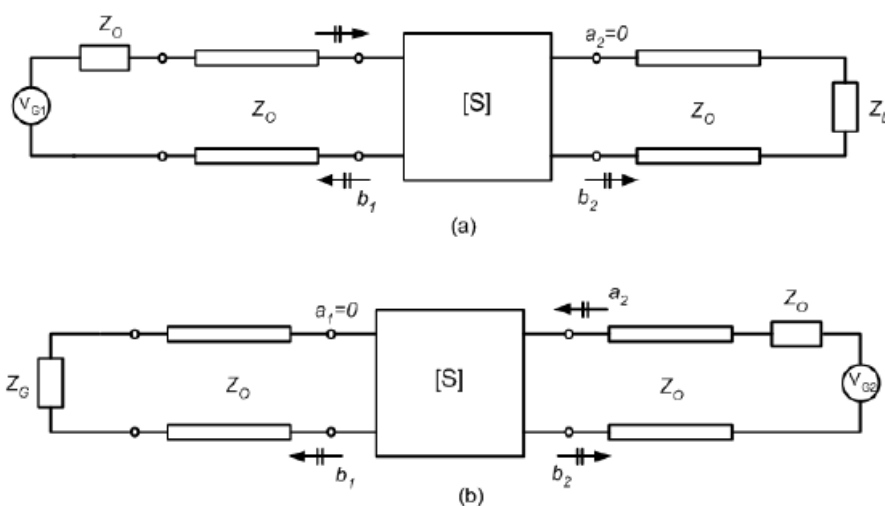 Z_O a_2=0
V_G1 Z_O [S] Z_O Z_L
b_1 b_2
(a)
a_1=0 a_2 Z_O
Z_G Z_O [S] Z_O V_G2
b_1 b_2
(b)